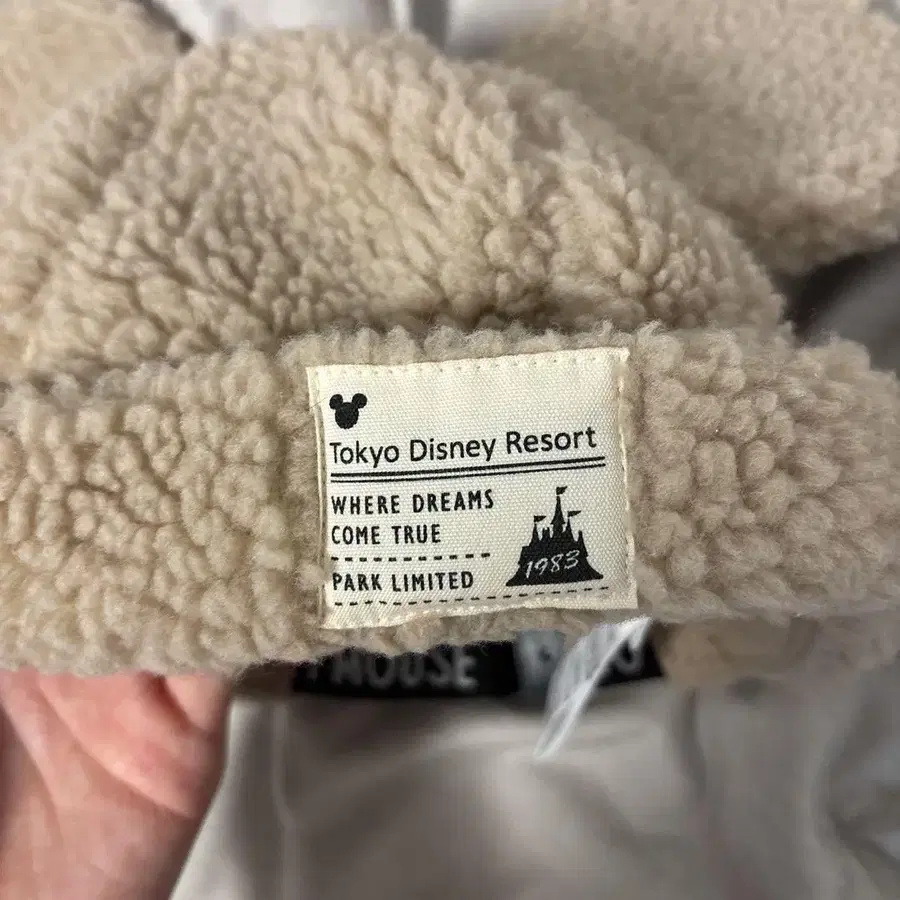 Tokyo Disney Resort
WHERE DREAMS
COME TRUE
1983
PARK LIMITED
MOUSE